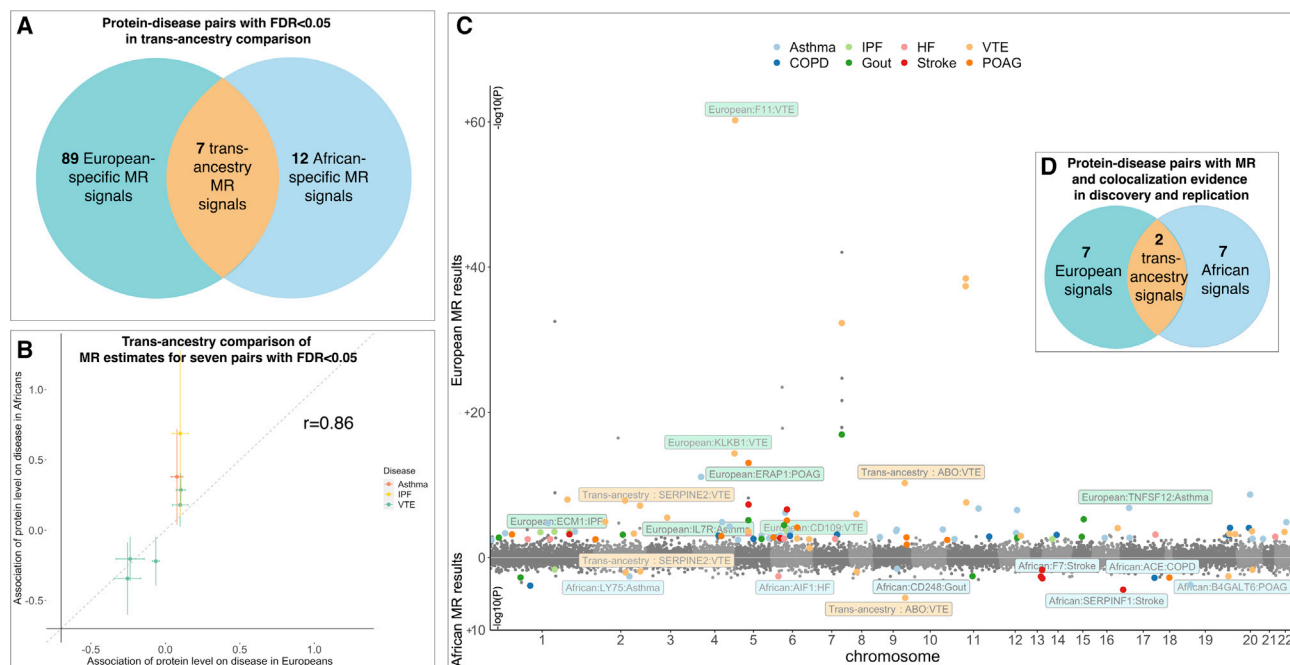 A
Protein-disease pairs with FDR<0.05
in trans-ancestry comparison
89 European-
specific MR
signals
7 trans-
ancestry
MR
signals
12 African-
specific MR
signals
B
Trans-ancestry comparison of
MR estimates for seven pairs with FDR<0.05
Association of protein level on disease in Africans
1.0
0.5
0.0
-0.5
r=0.86
Disease
Asthma
IPF
VTE
-0.5
0.0
0.5
1.0
Association of protein level on disease in Europeans
C
Asthma
IPF
HF
VTE
COPD
Gout
Stroke
POAG
-log10(P)
+60
+40
+20
0
+10
European MR results
African MR results
-log10(P)
European:F11:VTE
European:KLKB1:VTE
European:ERAP1:POAG
Trans-ancestry : ABO:VTE
Trans-ancestry : SERPINE2:VTE
European:TNFSF12:Asthma
European:ECM1:IPF
European:IL7R:Asthma
European:CD109:VTE
Trans-ancestry : SERPINE2:VTE
African:F7:Stroke
African:ACE:COPD
African:LY75:Asthma
African:AIF1:HF
African:CD248:Gout
African:B4GALT6:POAG
African:SERPINF1:Stroke
Trans-ancestry : ABO:VTE
1 2 3 4 5 6 7 8 9 10 11 12 13 14 15 16 17 18 19 20 21 22
chromosome
D
Protein-disease pairs with MR
and colocalization evidence
in discovery and replication
7
European
signals
2
trans-
ancestry
signals
7
African
signals